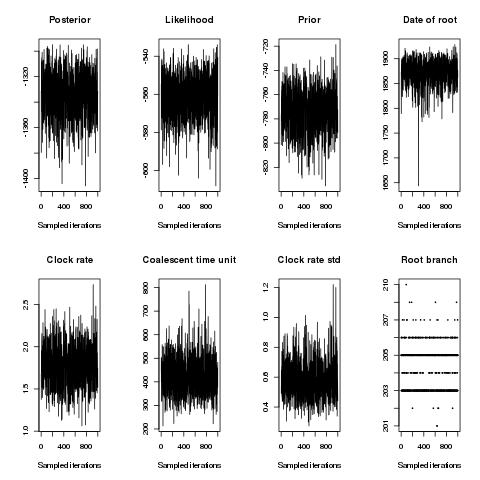 Posterior Likelihood Prior Date of root
-1320 -1360 -1400
-540 -560 -580 -600
-720 -740 -760 -780 -800 -820
1900 1850 1800 1750 1700 1650
0 400 800 0 400 800 0 400 800 0 400 800
Sampled iterations Sampled iterations Sampled iterations Sampled iterations
Clock rate Coalescent time unit Clock rate std Root branch
2.5 2.0 1.5 1.0
800 700 600 500 400 300 200
1.2 1.0 0.8 0.6 0.4
210 207 205 203 201
0 400 800 0 400 800 0 400 800 0 400 800
Sampled iterations Sampled iterations Sampled iterations Sampled iterations